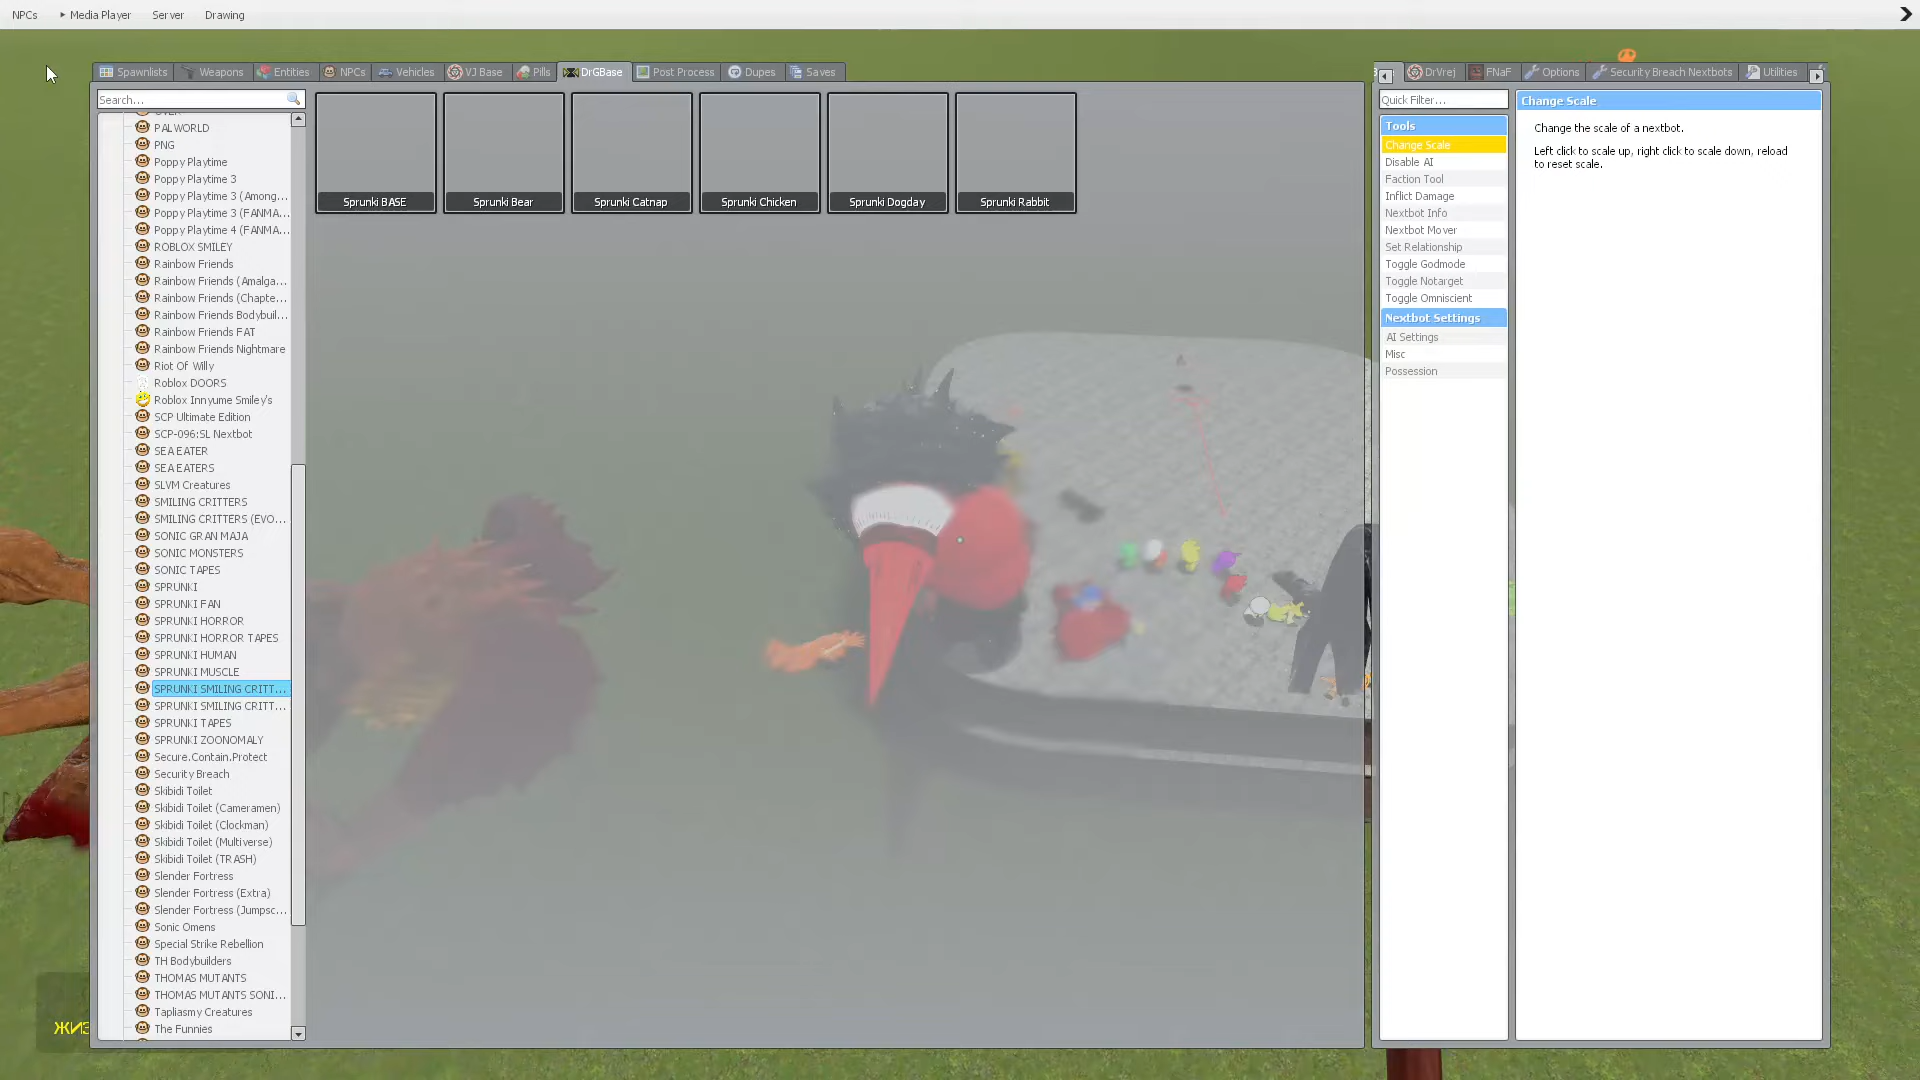 NPCs
Media Player
Server
Drawing
Spawnlists
Weapons
Entities
NPCs
Vehicles
VJ Base
Pills
DrGBase
Post Process
Dupes
Saves
DrVrej
FNaF
Options
Security Breach Nextbots
Utilities
Search...
PALWORLD
PNG
Poppy Playtime
Poppy Playtime 3
Poppy Playtime 3 (Among...
Poppy Playtime 3 (FANMA...
Poppy Playtime 4 (FANMA...
ROBLOX SMILEY
Rainbow Friends
Rainbow Friends (Amalga...
Rainbow Friends (Chapte...
Rainbow Friends Bodybuil...
Rainbow Friends FAT
Rainbow Friends Nightmare
Riot Of Willy
Roblox DOORS
Roblox Innyume Smiley's
SCP Ultimate Edition
SCP-096:SL Nextbot
SEA EATER
SEA EATERS
SLVM Creatures
SMILING CRITTERS
SMILING CRITTERS (EVO...
SONIC GRAN MAJA
SONIC MONSTERS
SONIC TAPES
SPRUNKI
SPRUNKI FAN
SPRUNKI HORROR
SPRUNKI HORROR TAPES
SPRUNKI HUMAN
SPRUNKI MUSCLE
SPRUNKI SMILING CRITT...
SPRUNKI SMILING CRITT...
SPRUNKI TAPES
SPRUNKI ZOONOMALY
Secure.Contain.Protect
Security Breach
Skibidi Toilet
Skibidi Toilet (Cameramen)
Skibidi Toilet (Clockman)
Skibidi Toilet (Multiverse)
Skibidi Toilet (TRASH)
Slender Fortress
Slender Fortress (Extra)
Slender Fortress (Jumpsc...
Sonic Omens
Special Strike Rebellion
TH Bodybuilders
THOMAS MUTANTS
THOMAS MUTANTS SONI...
Tapliasmy Creatures
The Funnies
Sprunki BASE
Sprunki Bear
Sprunki Catnap
Sprunki Chicken
Sprunki Dogday
Sprunki Rabbit
Quick Filter...
Tools
Change Scale
Disable AI
Faction Tool
Inflict Damage
Nextbot Info
Nextbot Mover
Set Relationship
Toggle Godmode
Toggle Notarget
Toggle Omniscient
Nextbot Settings
AI Settings
Misc
Possession
Change Scale
Change the scale of a nextbot.
Left click to scale up, right click to scale down, reload
to reset scale.